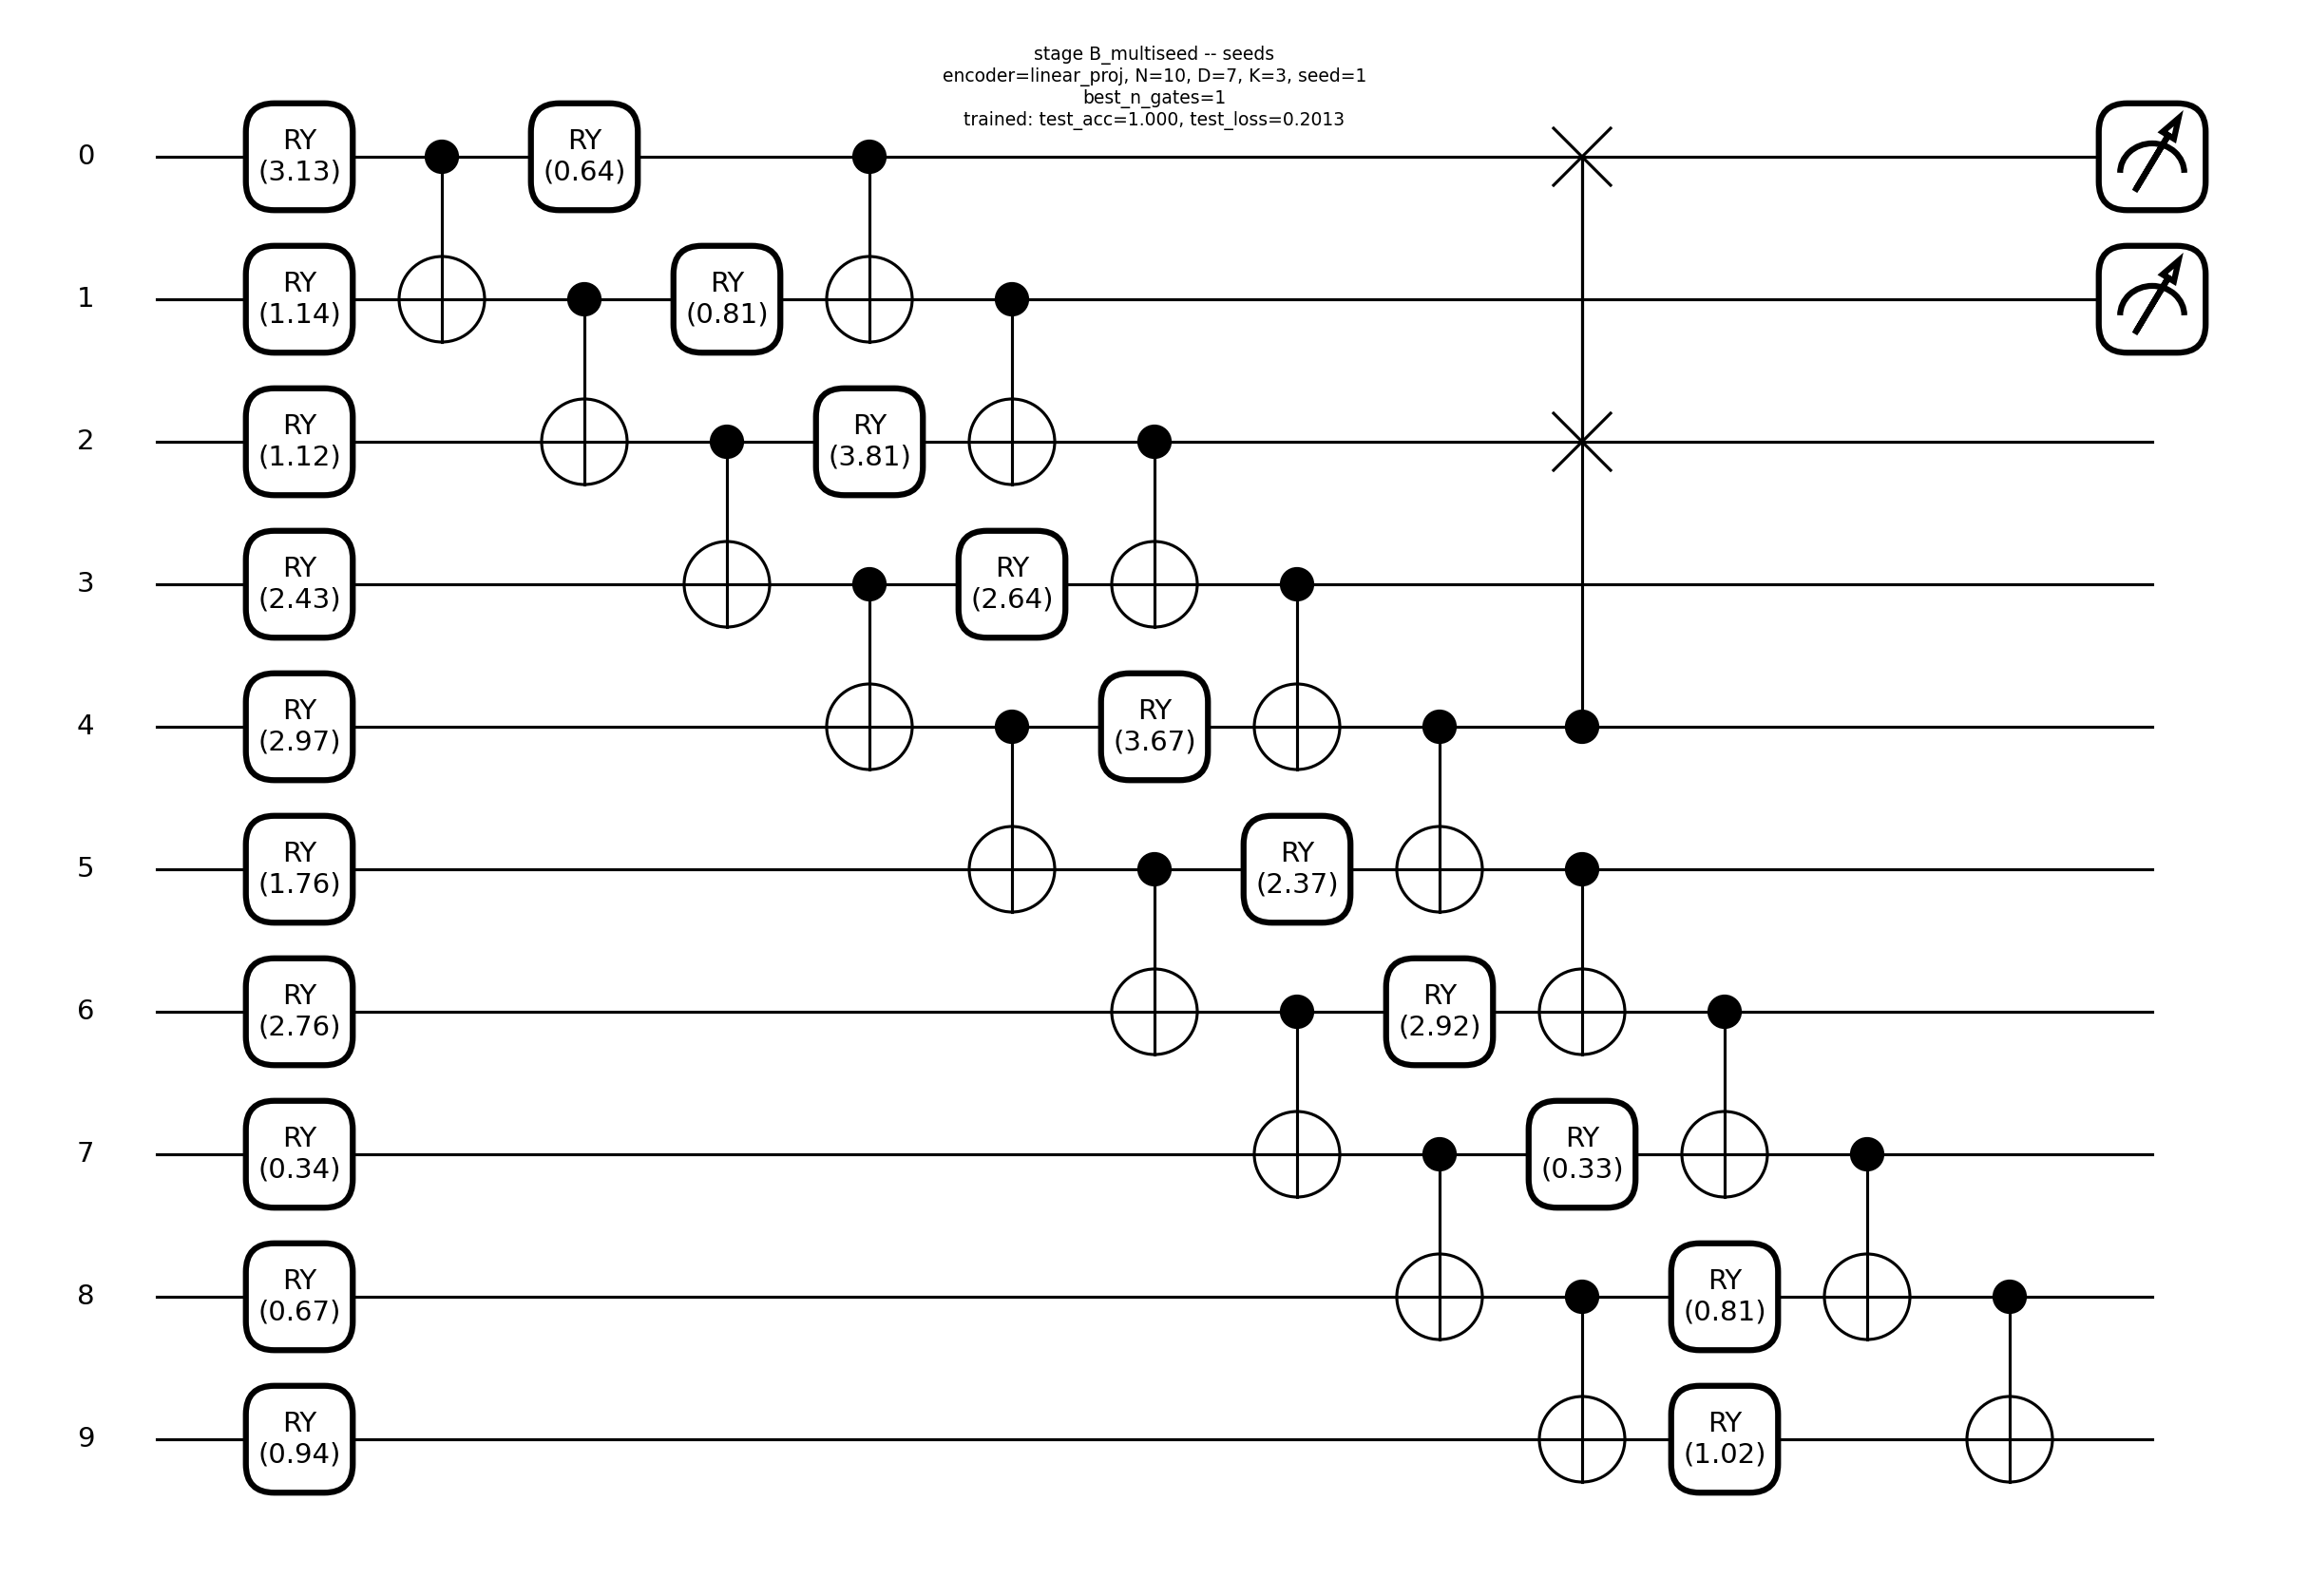 stage B_multiseed -- seeds
encoder=linear_proj, N=10, D=7, K=3, seed=1
best_n_gates=1
trained: test_acc=1.000, test_loss=0.2013
0
RY
(3.13)
RY
(0.64)
1
RY
(1.14)
RY
(0.81)
2
RY
(1.12)
RY
(3.81)
3
RY
(2.43)
RY
(2.64)
4
RY
(2.97)
RY
(3.67)
5
RY
(1.76)
RY
(2.37)
6
RY
(2.76)
RY
(2.92)
7
RY
(0.34)
RY
(0.33)
8
RY
(0.67)
RY
(0.81)
9
RY
(0.94)
RY
(1.02)